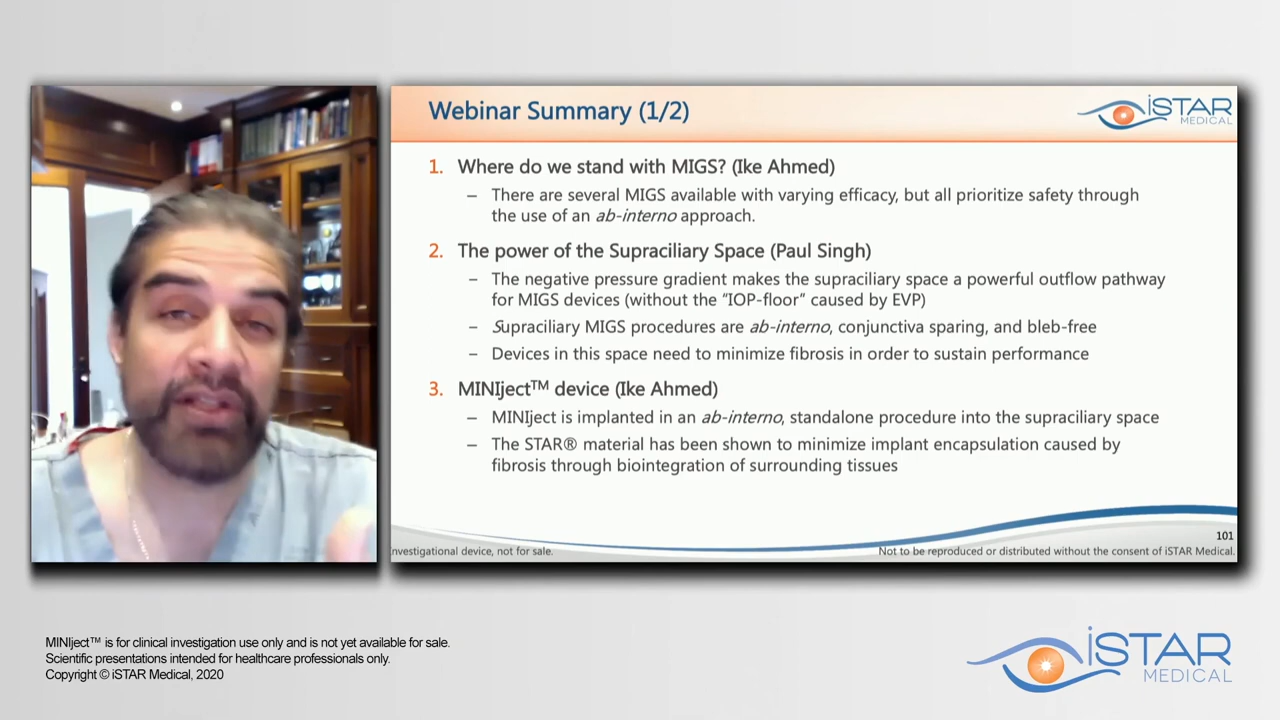 Webinar Summary (1/2)
iSTAR
MEDICAL
1. Where do we stand with MIGS? (Ike Ahmed)
– There are several MIGS available with varying efficacy, but all prioritize safety through
the use of an ab-interno approach.
2. The power of the Supraciliary Space (Paul Singh)
– The negative pressure gradient makes the supraciliary space a powerful outflow pathway
for MIGS devices (without the “IOP-floor” caused by EVP)
– Supraciliary MIGS procedures are ab-interno, conjunctiva sparing, and bleb-free
– Devices in this space need to minimize fibrosis in order to sustain performance
3. MINIject™ device (Ike Ahmed)
– MINIject is implanted in an ab-interno, standalone procedure into the supraciliary space
– The STAR® material has been shown to minimize implant encapsulation caused by
fibrosis through biointegration of surrounding tissues
101
nvestigational device, not for sale.
Not to be reproduced or distributed without the consent of iSTAR Medical.
MINIject™ is for clinical investigation use only and is not yet available for sale.
Scientific presentations intended for healthcare professionals only.
Copyright © iSTAR Medical, 2020
iSTAR
MEDICAL